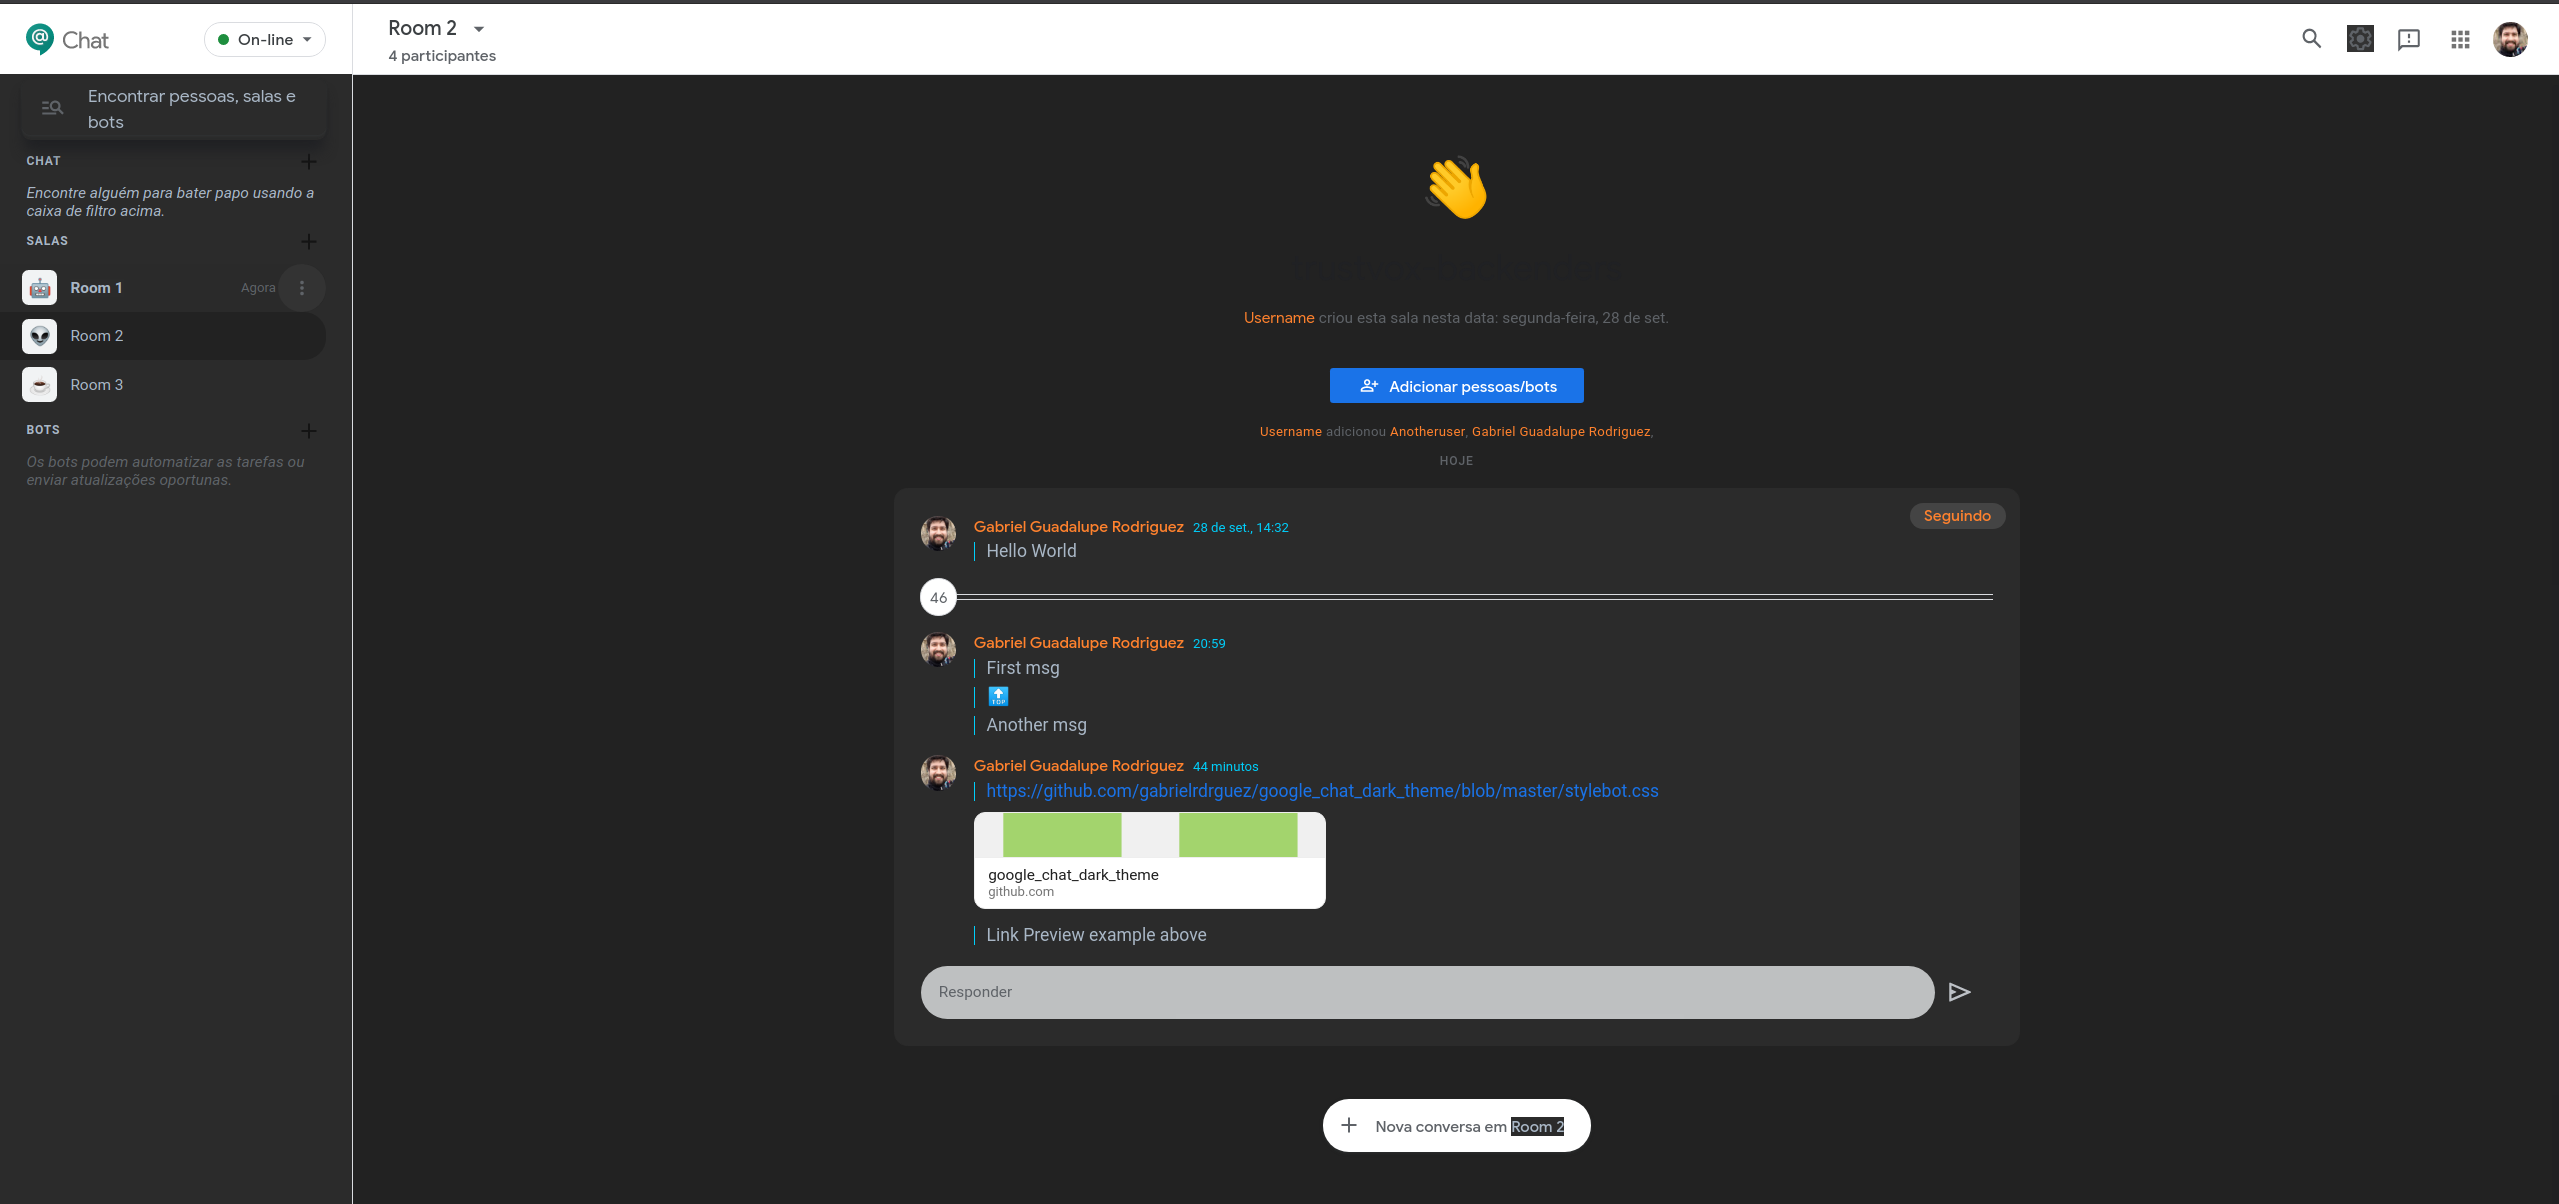 Chat
On-line
Room 2
4 participantes
Encontrar pessoas, salas e
bots
CHAT
Encontre alguém para bater papo usando a
caixa de filtro acima.
SALAS
Room 1 Agora
Room 2
Room 3
BOTS
Os bots podem automatizar as tarefas ou
enviar atualizações oportunas.
Username criou esta sala nesta data: segunda-feira, 28 de set.
Adicionar pessoas/bots
Username adicionou Anotheruser, Gabriel Guadalupe Rodriguez,
HOJE
Seguindo
Gabriel Guadalupe Rodriguez 28 de set., 14:32
Hello World
46
Gabriel Guadalupe Rodriguez 20:59
First msg
TOP
Another msg
Gabriel Guadalupe Rodriguez 44 minutos
https://github.com/gabrielrdrguez/google_chat_dark_theme/blob/master/stylebot.css
google_chat_dark_theme
github.com
Link Preview example above
Responder
Nova conversa em Room 2